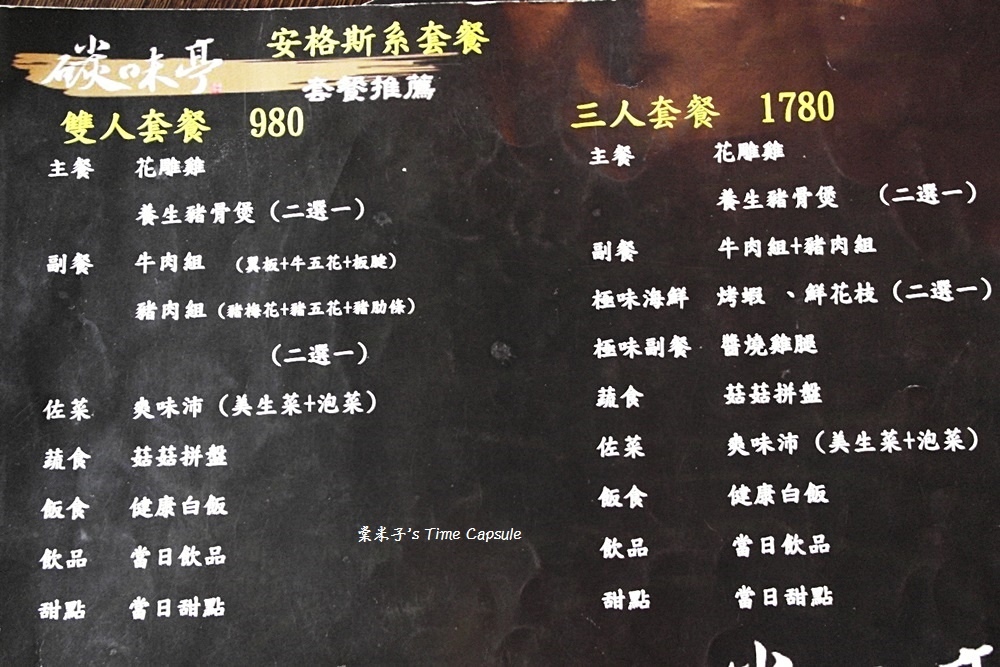 碳味亭
安格斯系套餐
套餐推薦
雙人套餐 980
主餐 花雕雞
養生豬骨煲（二選一）
副餐 牛肉組 （翼板+牛五花+板腱）
豬肉組（豬梅花+豬五花+豬肋條）
（二選一）
佐菜 爽味沛（美生菜+泡菜）
蔬食 菇菇拼盤
飯食 健康白飯
飲品 當日飲品
甜點 當日甜點
三人套餐 1780
主餐 花雕雞
養生豬骨煲 （二選一）
副餐 牛肉組+豬肉組
極味海鮮 烤蝦 、鮮花枝（二選一）
極味副餐 醬燒雞腿
蔬食 菇菇拼盤
佐菜 爽味沛（美生菜+泡菜）
飯食 健康白飯
飲品 當日飲品
甜點 當日甜點
栗米子's Time Capsule